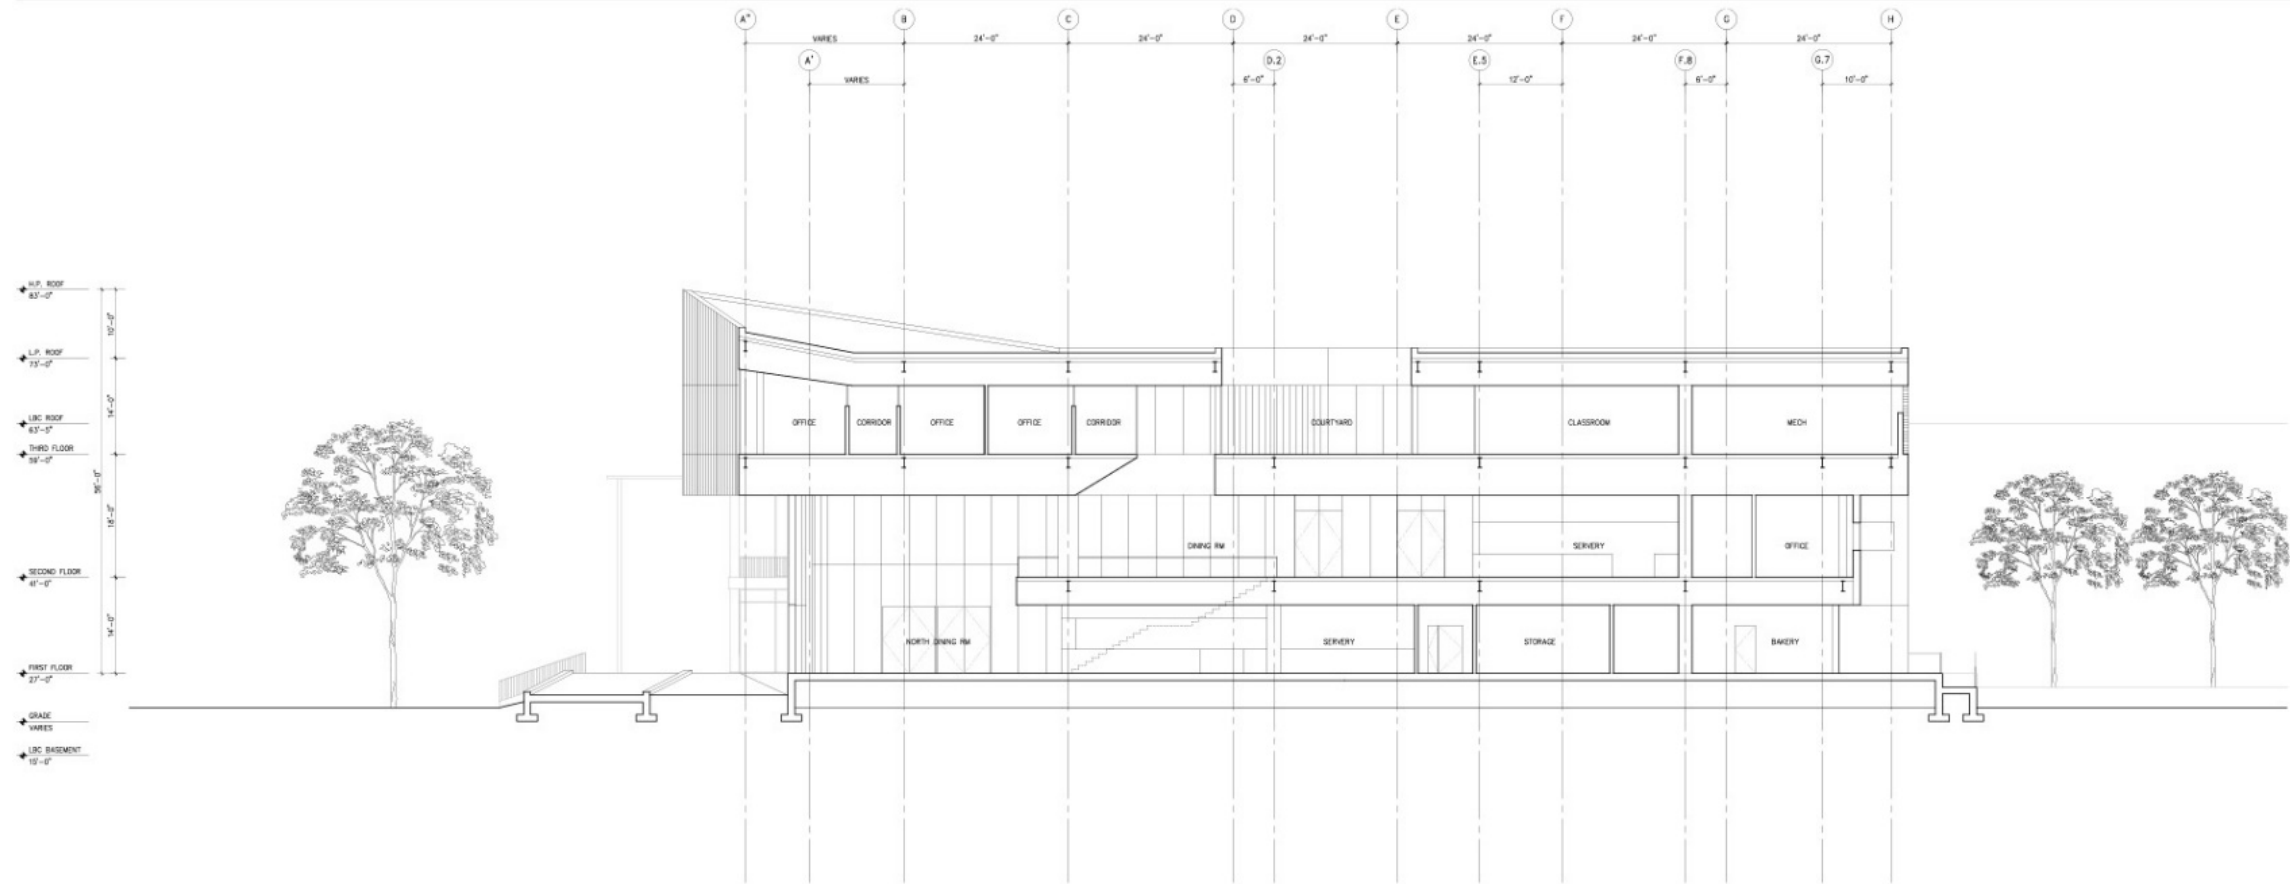 A" B C D E F G H
VARIES 24'-0" 24'-0" 24'-0" 24'-0" 24'-0" 24'-0"
A' D.2 E.5 F.8 G.7
VARIES 6'-0" 12'-0" 6'-0" 10'-0"
H.P. ROOF
83'-0"
10'-0"
L.P. ROOF
73'-0"
14'-0"
LBC ROOF
63'-5"
OFFICE CORRIDOR OFFICE OFFICE CORRIDOR COURTYARD CLASSROOM MECH
THIRD FLOOR
59'-0"
56'-0"
18'-0"
DINING RM SERVERY OFFICE
SECOND FLOOR
41'-0"
14'-0"
NORTH DINING RM SERVERY STORAGE BAKERY
FIRST FLOOR
27'-0"
GRADE
VARIES
LBC BASEMENT
15'-0"